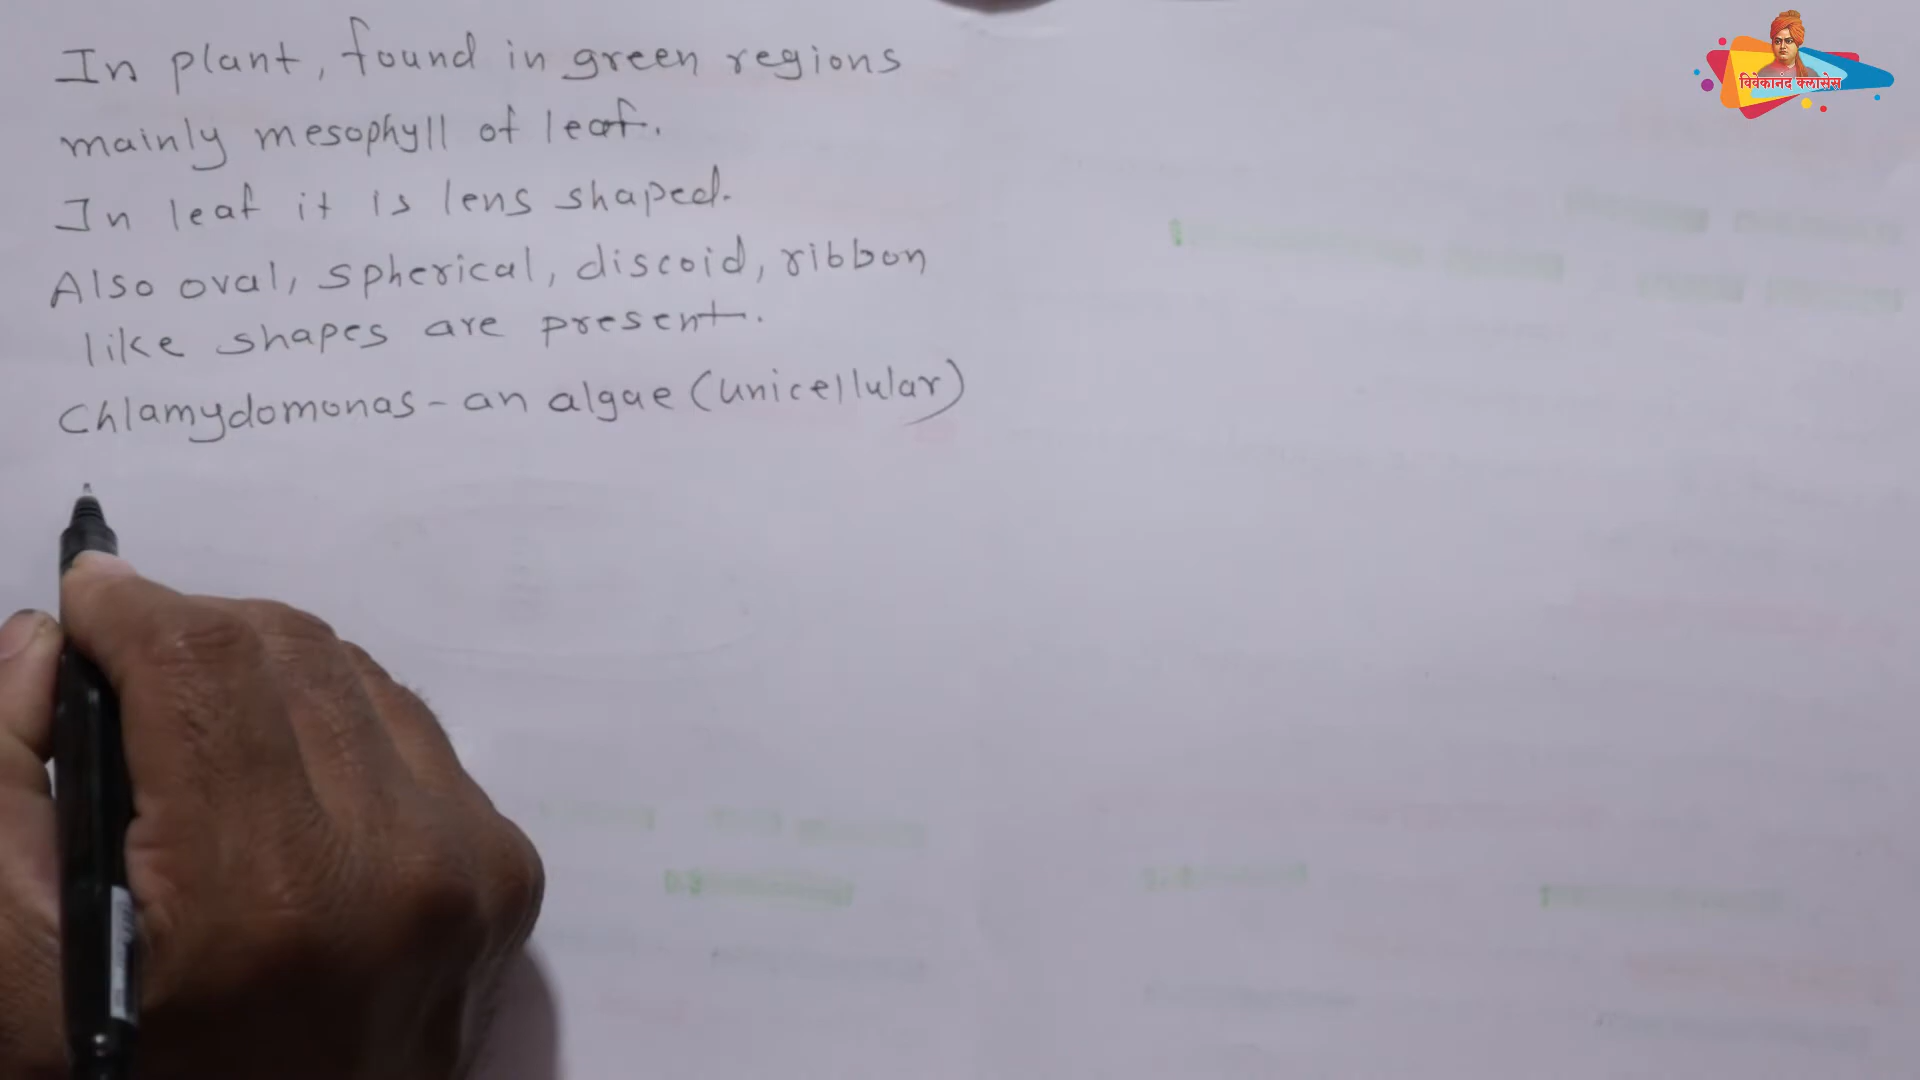 In plant, found in green regions
mainly mesophyll of leaf.
In leaf it is lens shaped.
Also oval, spherical, discoid, ribbon
like shapes are present.
Chlamydomonas - an algae (unicellular)
विवेकानंद क्लासेस